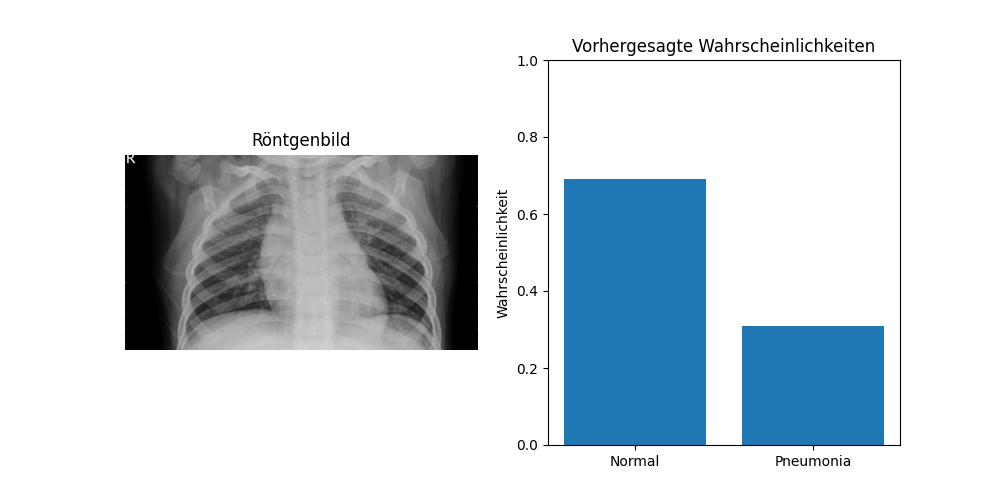 Röntgenbild
R
Vorhergesagte Wahrscheinlichkeiten
Wahrscheinlichkeit
1.0
0.8
0.6
0.4
0.2
0.0
Normal
Pneumonia